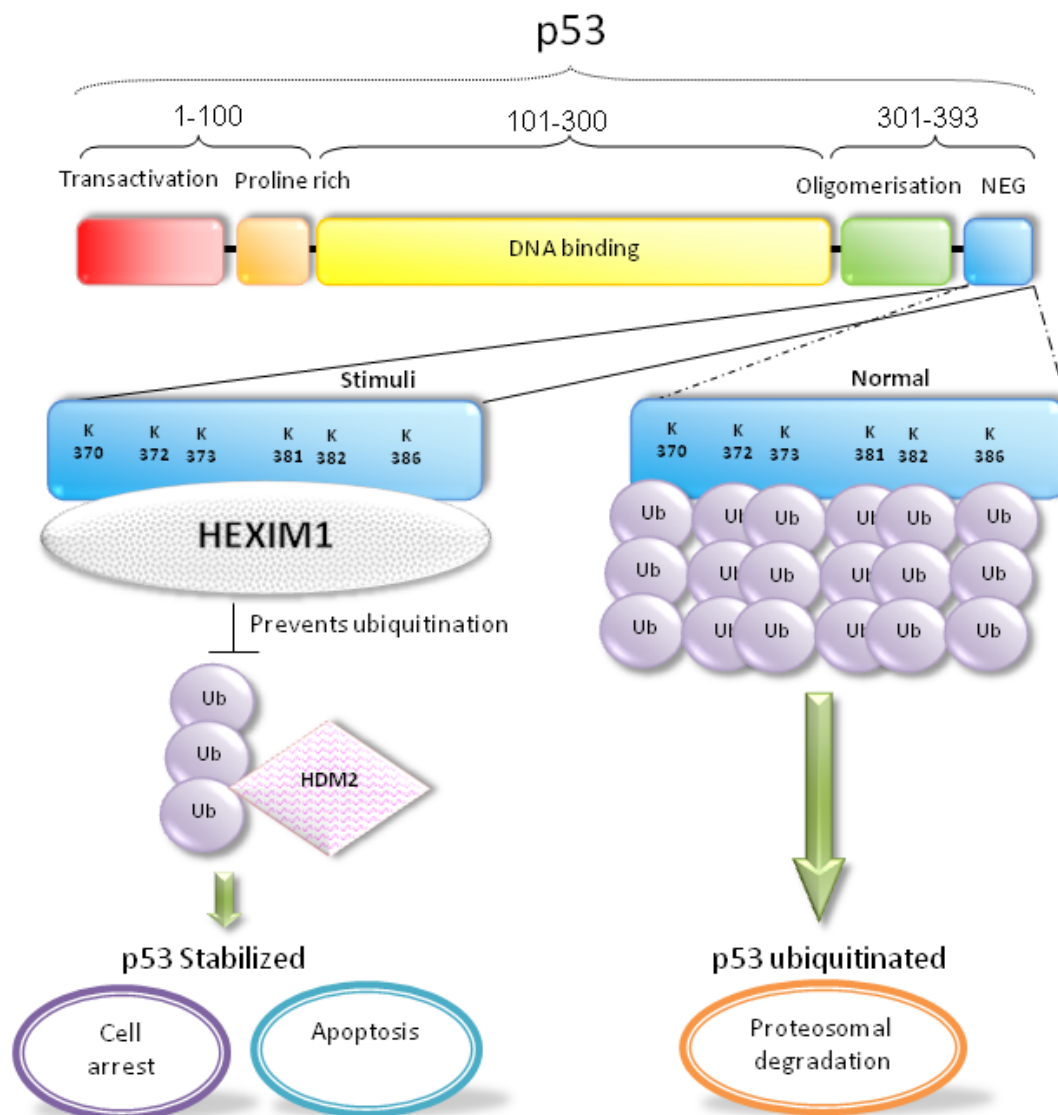 p53
1-100
101-300
301-393
Transactivation
Proline rich
Oligomerisation
NEG
DNA binding
Stimuli
Normal
K K K K K K
370 372 373 381 382 386
K K K K K K
370 372 373 381 382 386
HEXIM1
Prevents ubiquitination
Ub
Ub
Ub
HDM2
Ub Ub Ub Ub Ub Ub
Ub Ub Ub Ub Ub Ub
Ub Ub Ub Ub Ub Ub
p53 Stabilized
p53 ubiquitinated
Cell
arrest
Apoptosis
Proteosomal
degradation